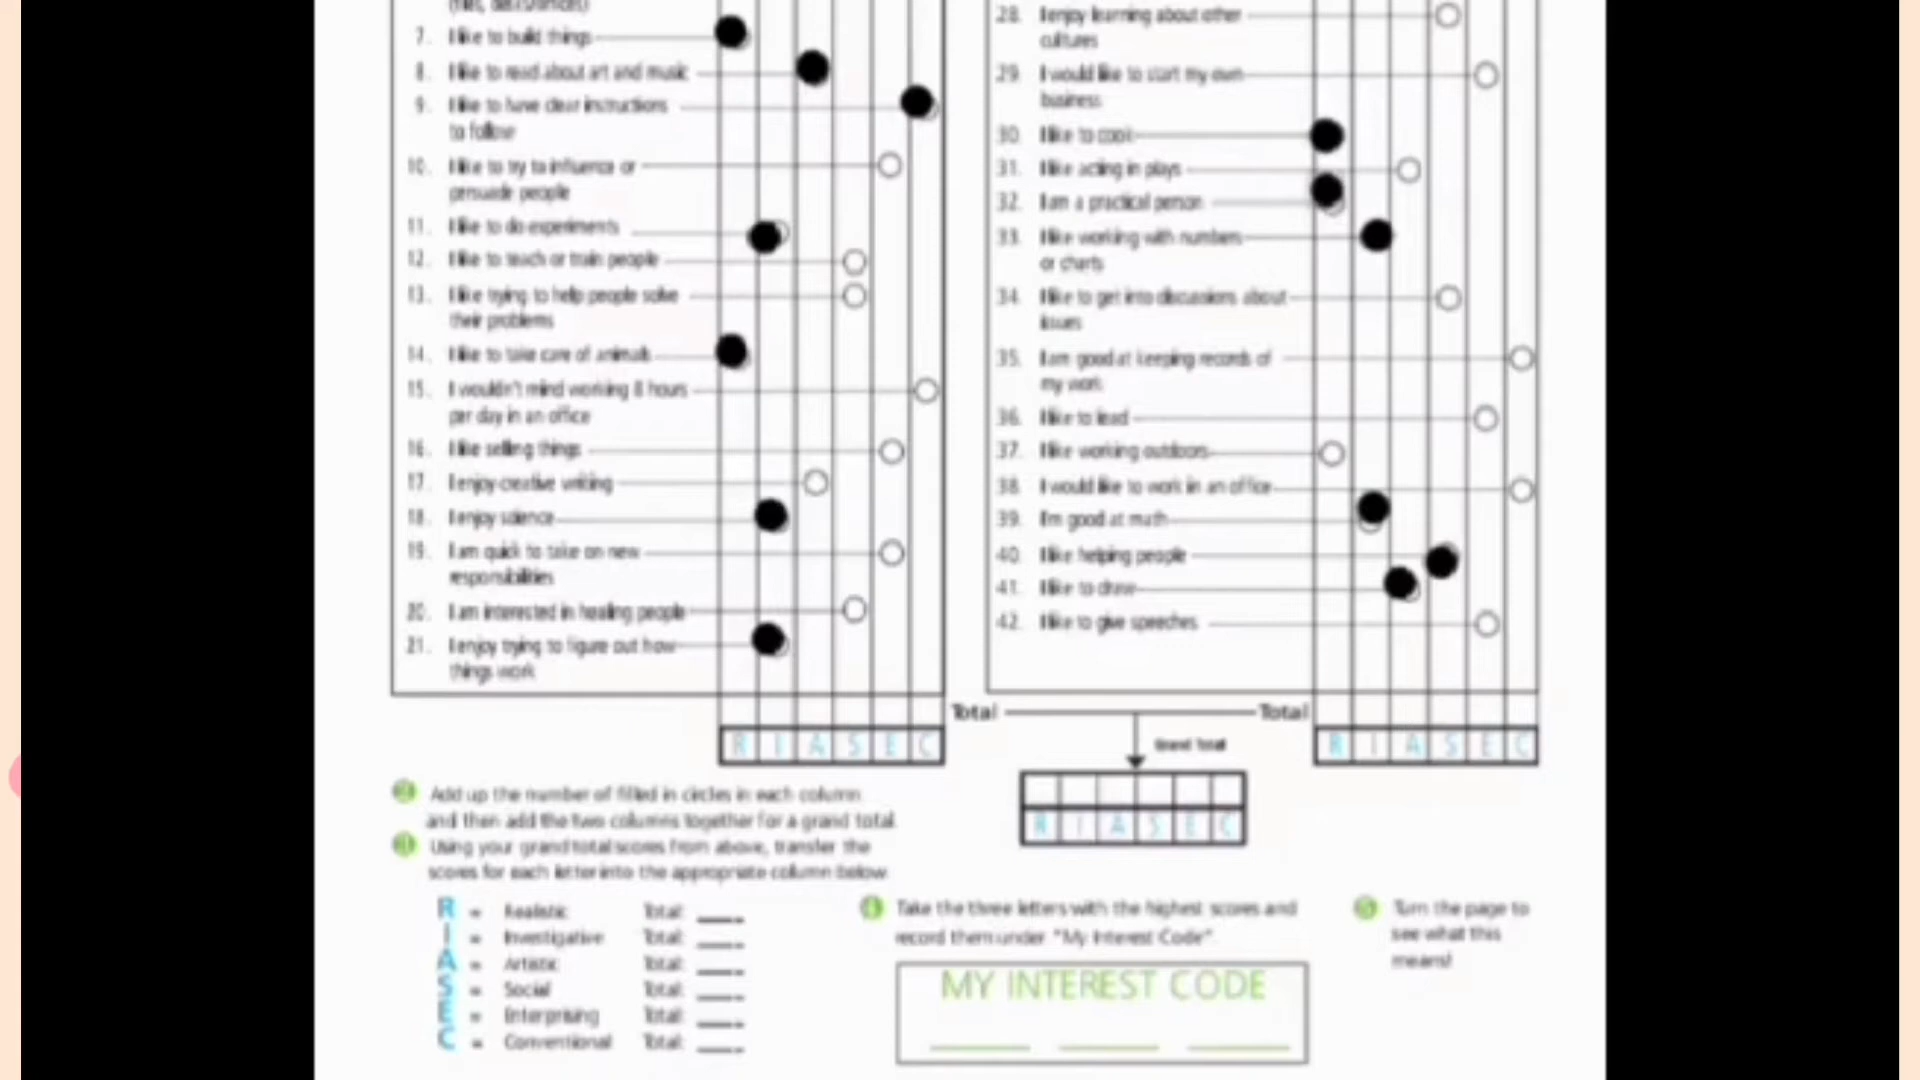 7. I like to build things
8. I like to read about art and music
9. I like to have clear instructions
to follow
10. I like to try to influence or
persuade people
11. I like to do experiments
12. I like to teach or train people
13. I like trying to help people solve
their problems
14. I like to take care of animals
15. I wouldn't mind working 8 hours
per day in an office
16. I like selling things
17. I enjoy creative writing
18. I enjoy science
19. I am quick to take on new
responsibilities
20. I am interested in healing people
21. I enjoy trying to figure out how
things work
R I A S E C
28. I enjoy learning about other
cultures
29. I would like to start my own
business
30. I like to cook
31. I like acting in plays
32. I am a practical person
33. I like working with numbers
or charts
34. I like to get into discussions about
issues
35. I am good at keeping records of
my work
36. I like to lead
37. I like working outdoors
38. I would like to work in an office
39. I'm good at math
40. I like helping people
41. I like to draw
42. I like to give speeches
Total Total
R I A S E C
Grand Total
R I A S E C
Add up the number of filled in circles in each column
and then add the two columns together for a grand total.
Using your grand total scores from above, transfer the
scores for each letter into the appropriate column below.
R = Realistic Total:
I = Investigative Total:
A = Artistic Total:
S = Social Total:
E = Enterprising Total:
C = Conventional Total:
Take the three letters with the highest scores and
record them under "My Interest Code".
MY INTEREST CODE
Turn the page to
see what this
means!